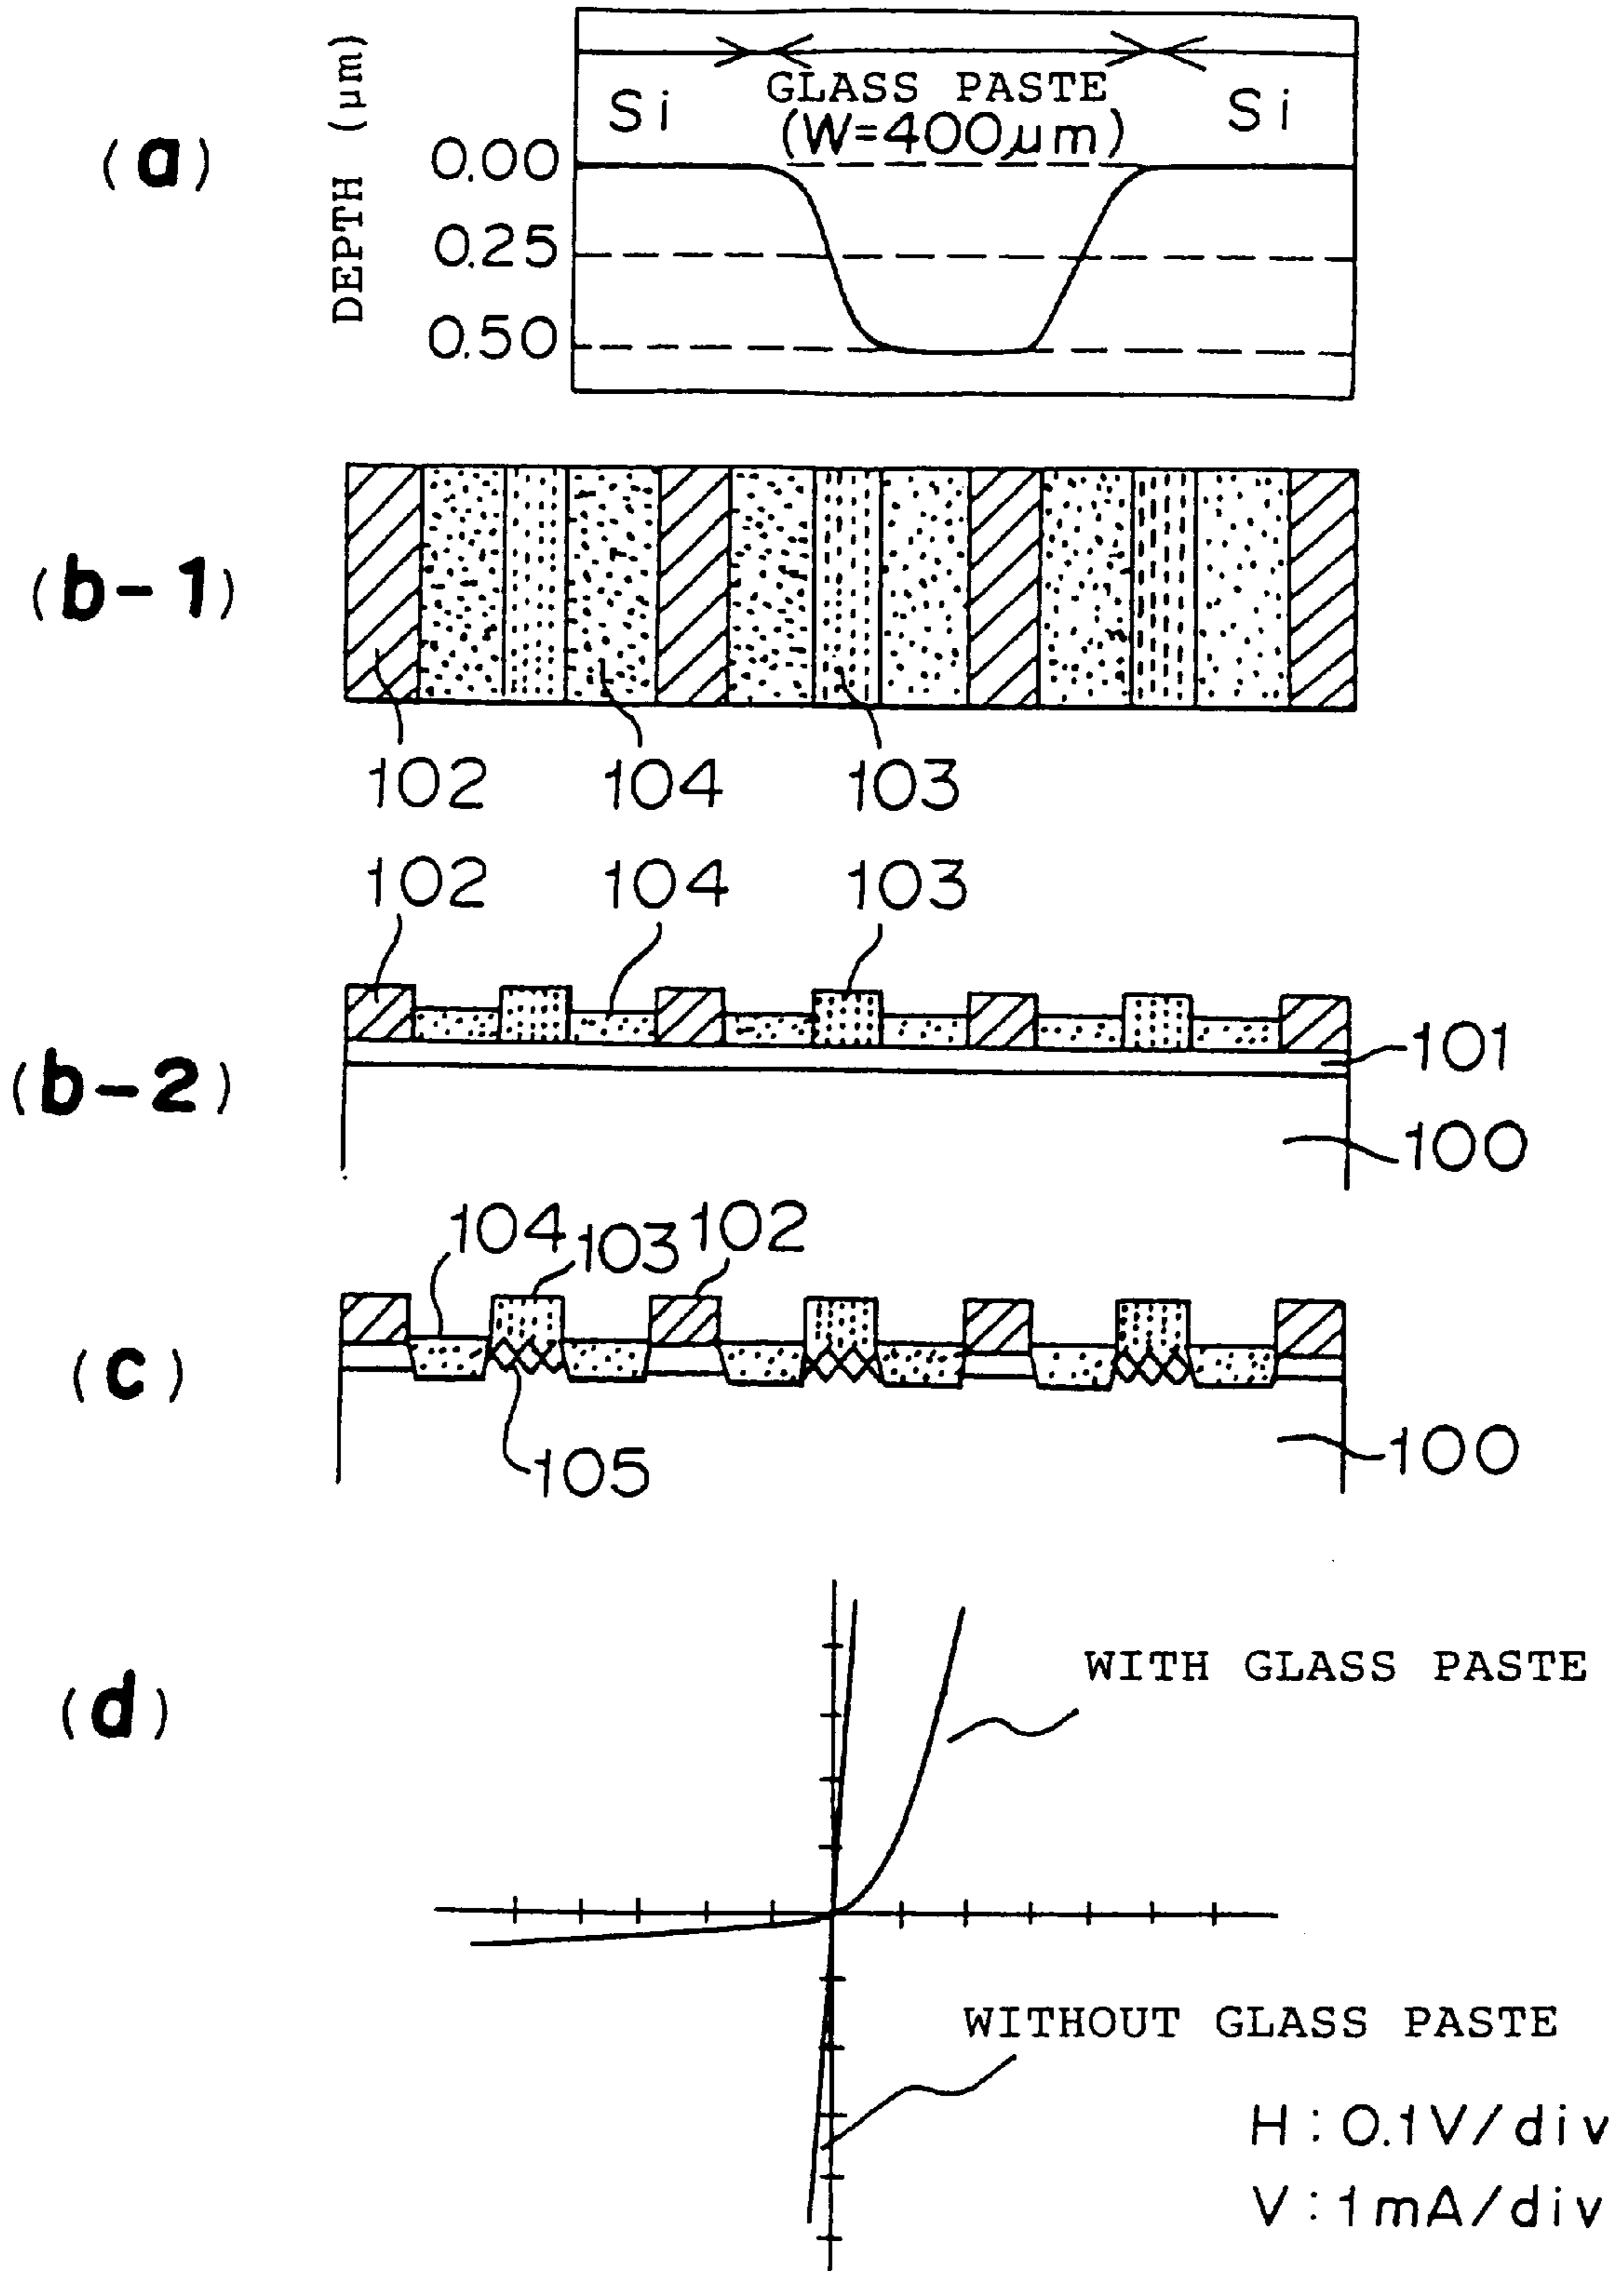 (a)
DEPTH (μm)
Si
GLASS PASTE
(W=400μm)
Si
0.00
0.25
0.50
(b-1)
102
104
103
102
104
103
(b-2)
101
100
104
103
102
(c)
105
100
(d)
WITH GLASS PASTE
WITHOUT GLASS PASTE
H : 0.1V/div
V : 1mA/div